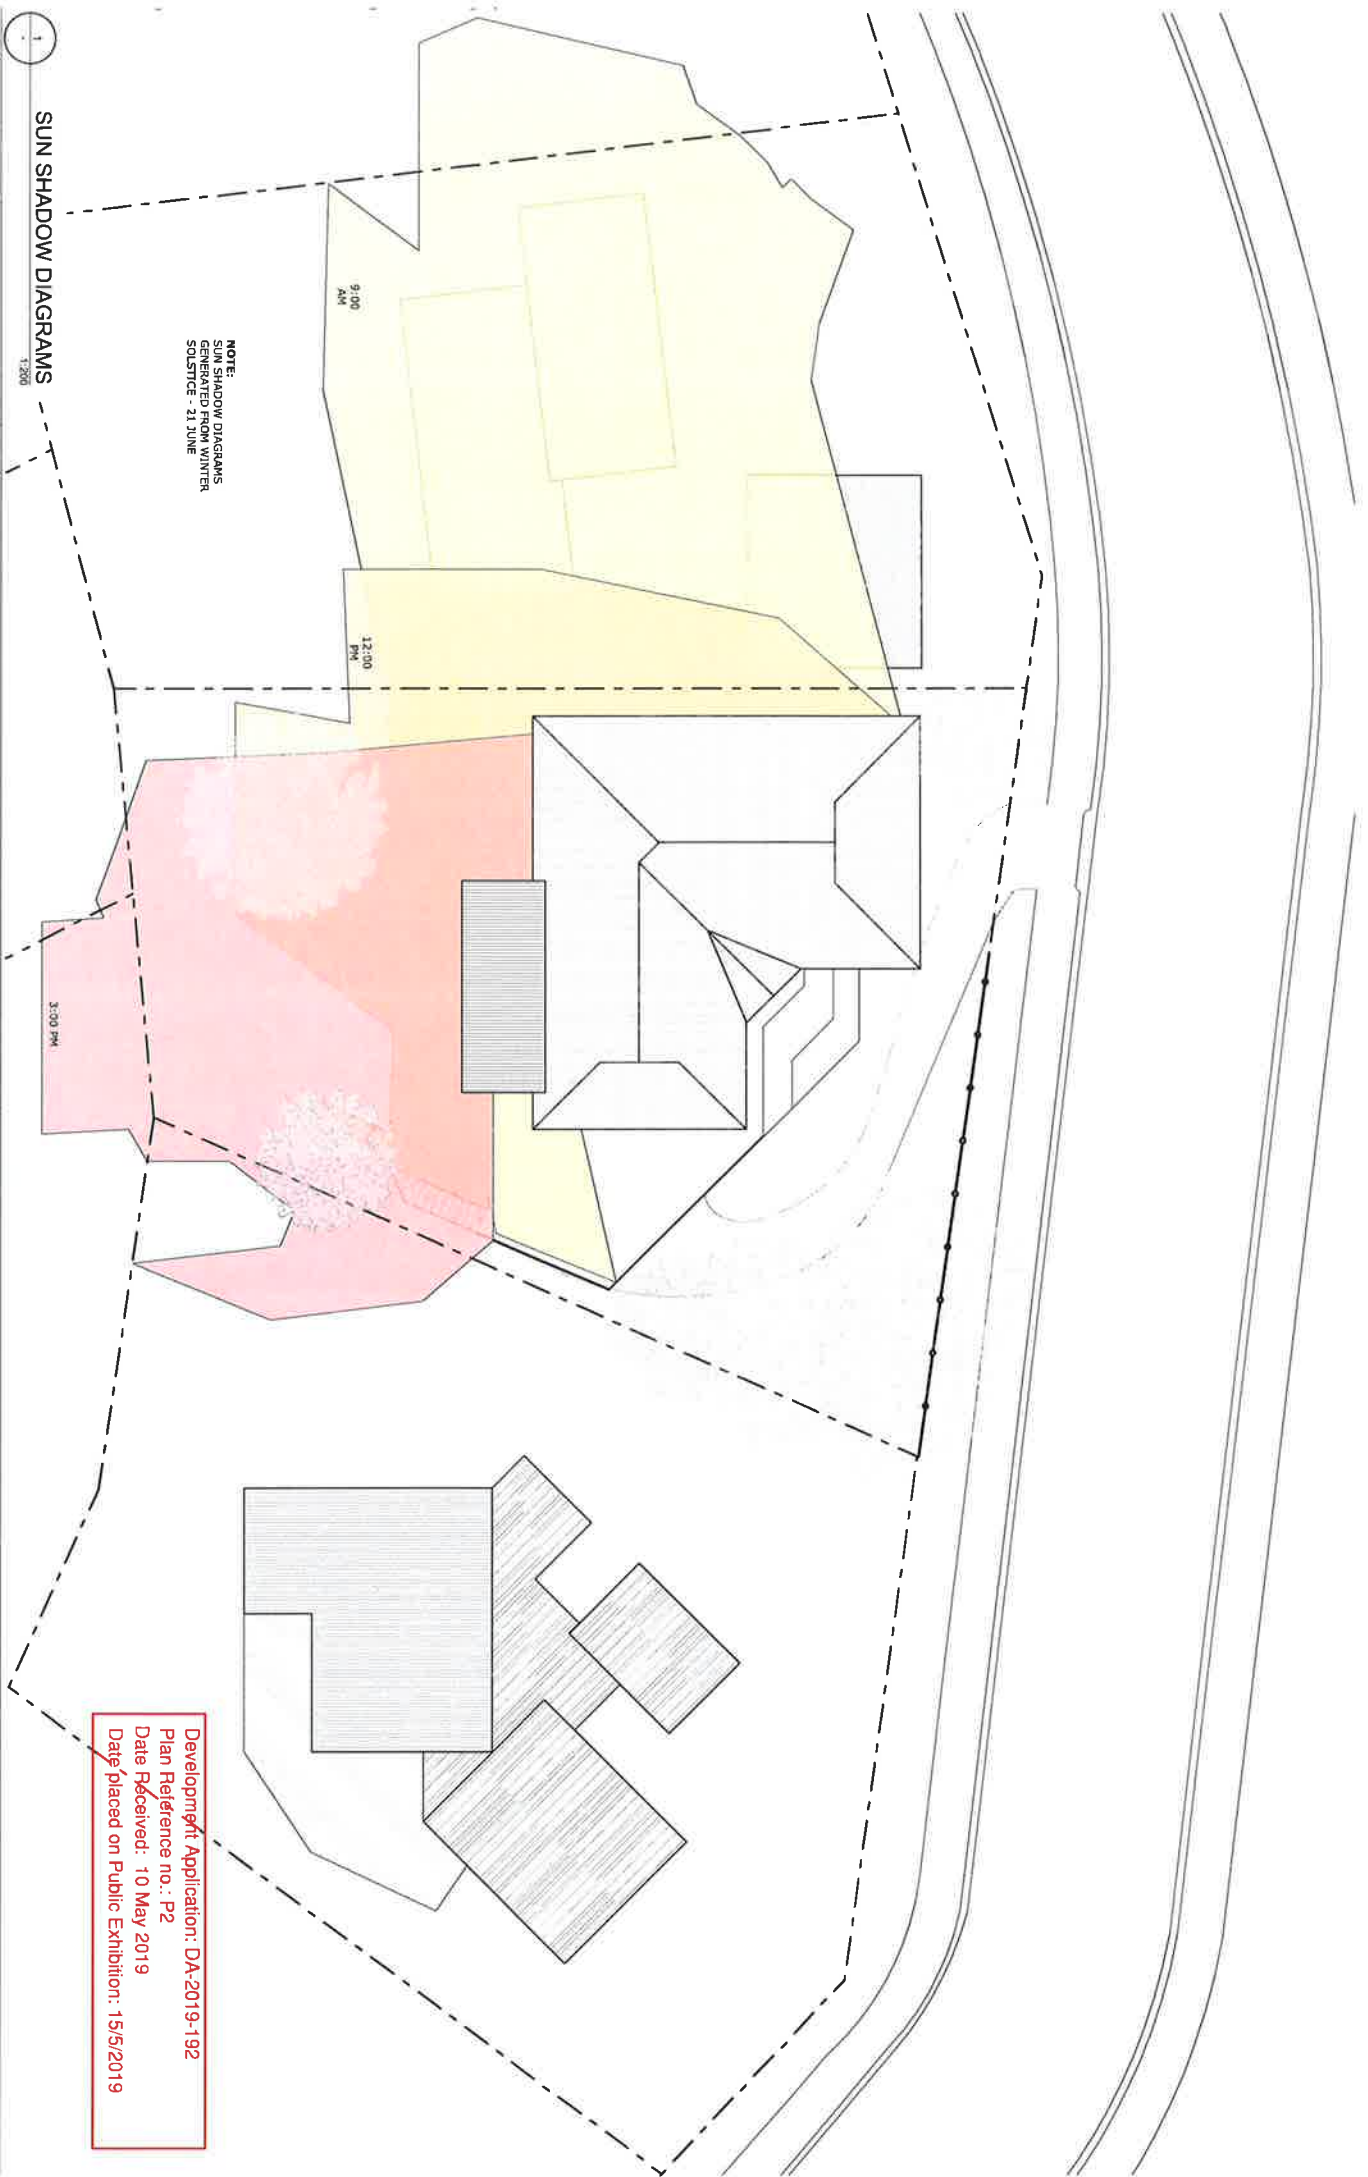 1
SUN SHADOW DIAGRAMS
1:200
NOTE:
SUN SHADOW DIAGRAMS
GENERATED FROM WINTER
SOLSTICE - 21 JUNE
9:00
AM
12:00
PM
3:00 PM
Development Application: DA-2019-192
Plan Reference no.: P2
Date Received: 10 May 2019
Date placed on Public Exhibition: 15/5/2019